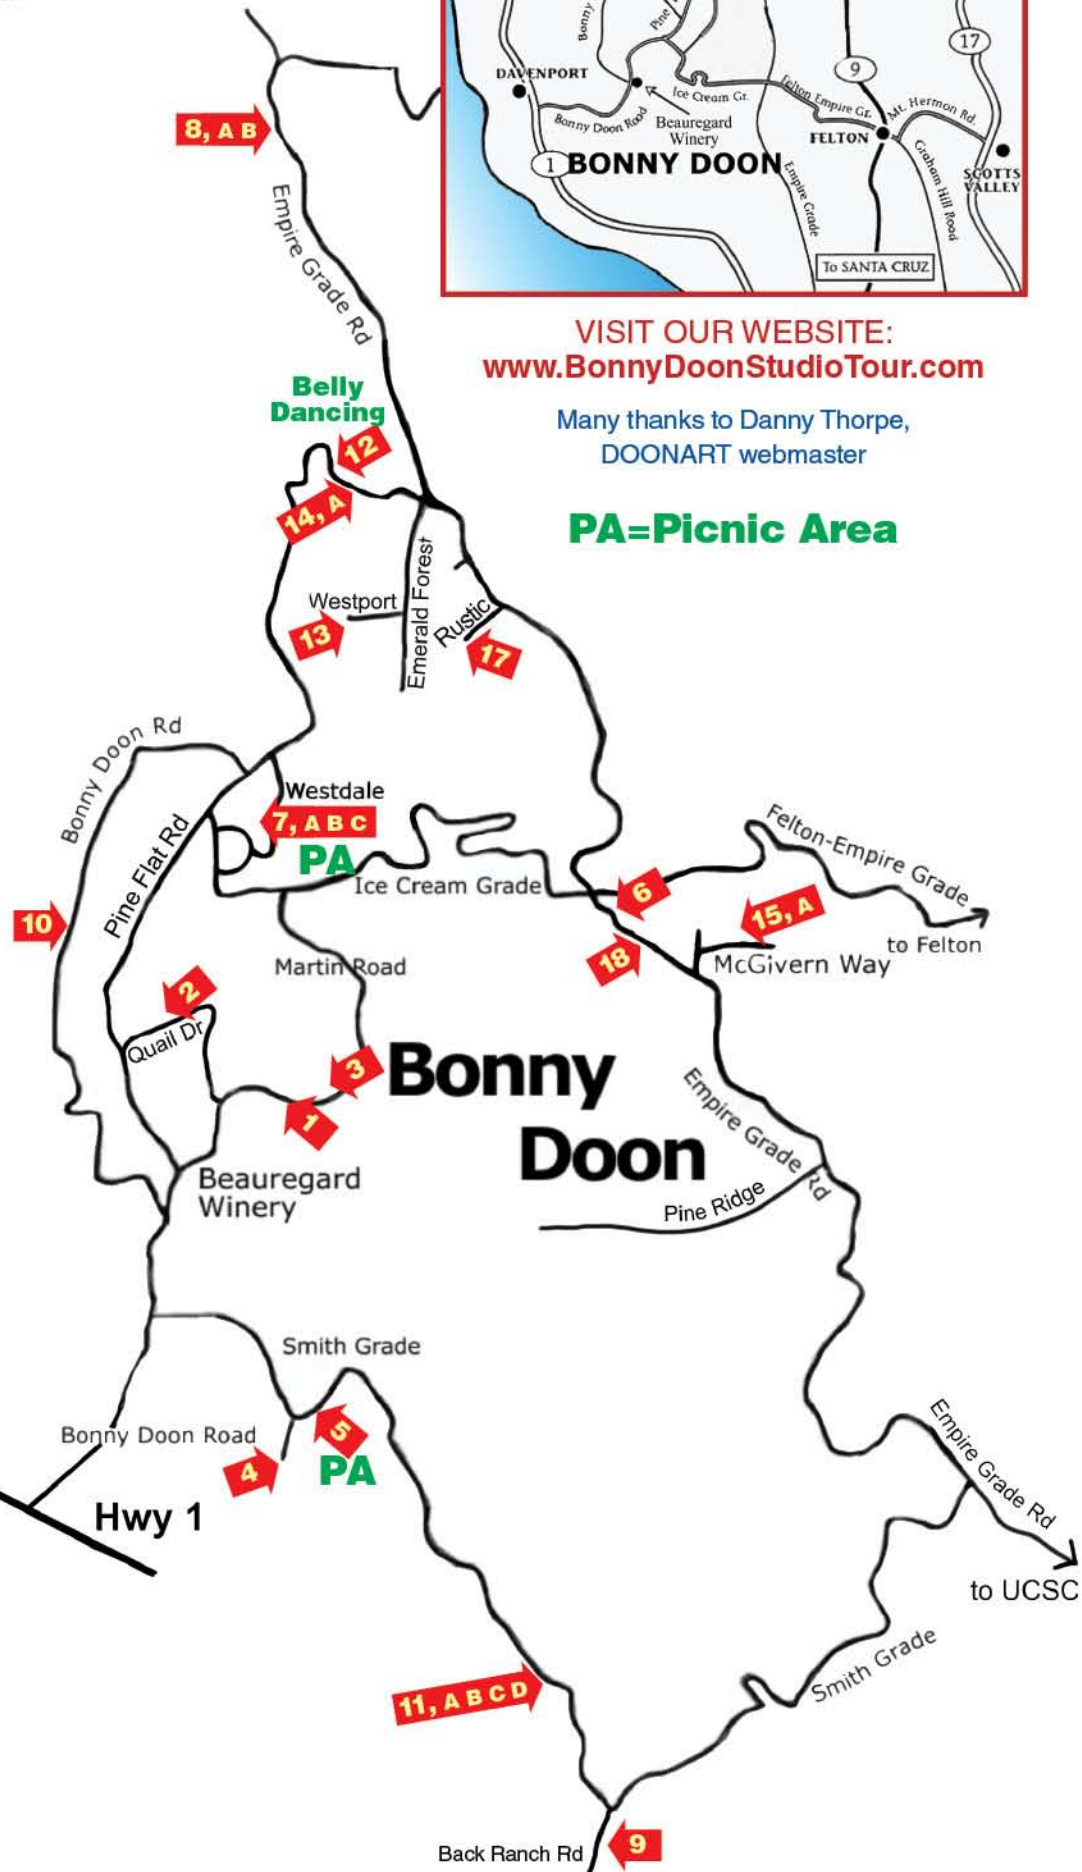 Bonny
Pine
17
DAVENPORT
9
Ice Cream Gr.
Felton Empire Gr.
Mt. Hermon Rd.
Bonny Doon Road
Beauregard
Winery
FELTON
1
BONNY DOON
Empire Grade
Graham Hill Road
SCOTTS
VALLEY
To SANTA CRUZ
VISIT OUR WEBSITE:
www.BonnyDoonStudioTour.com
Many thanks to Danny Thorpe,
DOONART webmaster
PA=Picnic Area
8, A B
Empire Grade Rd
Belly
Dancing
12
14, A
Westport
Emerald Forest
Rustic
13
17
Bonny Doon Rd
Westdale
7, A B C
PA
Pine Flat Rd
Ice Cream Grade
Felton-Empire Grade
6
15, A
to Felton
10
18
McGivern Way
Martin Road
2
Quail Dr
3
1
Bonny
Doon
Empire Grade Rd
Pine Ridge
Beauregard
Winery
Smith Grade
Bonny Doon Road
5
4
PA
Hwy 1
Empire Grade Rd
to UCSC
Smith Grade
11, A B C D
9
Back Ranch Rd